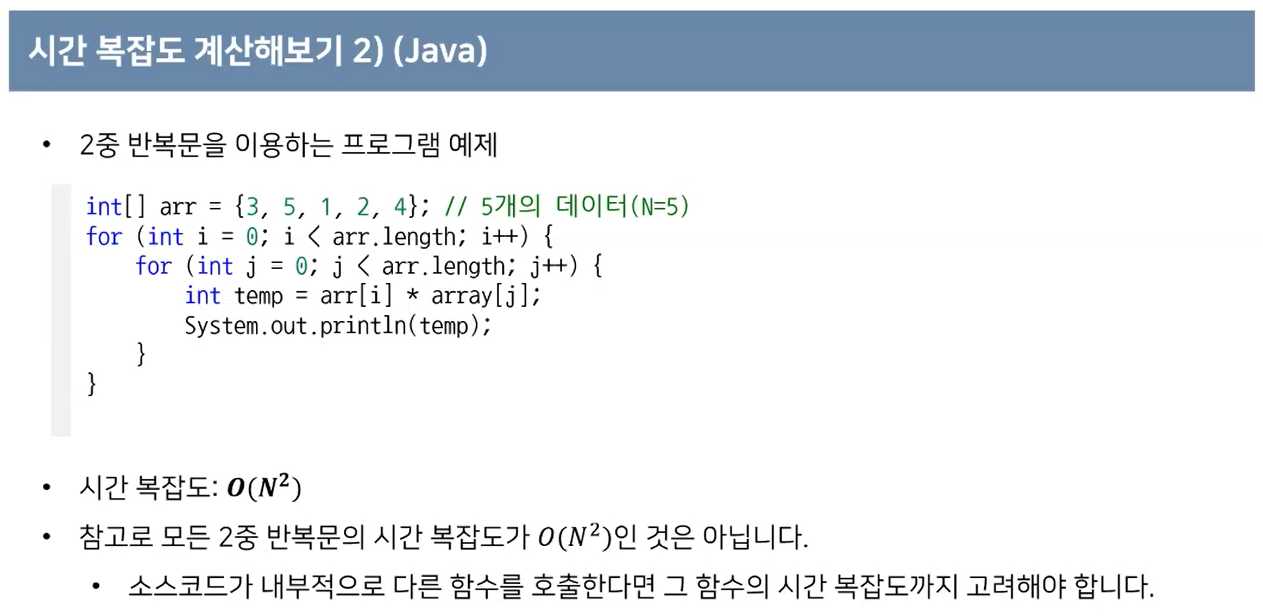 시간 복잡도 계산해보기 2) (Java)
• 2중 반복문을 이용하는 프로그램 예제
int[] arr = {3, 5, 1, 2, 4}; // 5개의 데이터(N=5)
for (int i = 0; i < arr.length; i++) {
    for (int j = 0; j < arr.length; j++) {
        int temp = arr[i] * array[j];
        System.out.println(temp);
    }
}
• 시간 복잡도: O(N²)
• 참고로 모든 2중 반복문의 시간 복잡도가 O(N²)인 것은 아닙니다.
• 소스코드가 내부적으로 다른 함수를 호출한다면 그 함수의 시간 복잡도까지 고려해야 합니다.